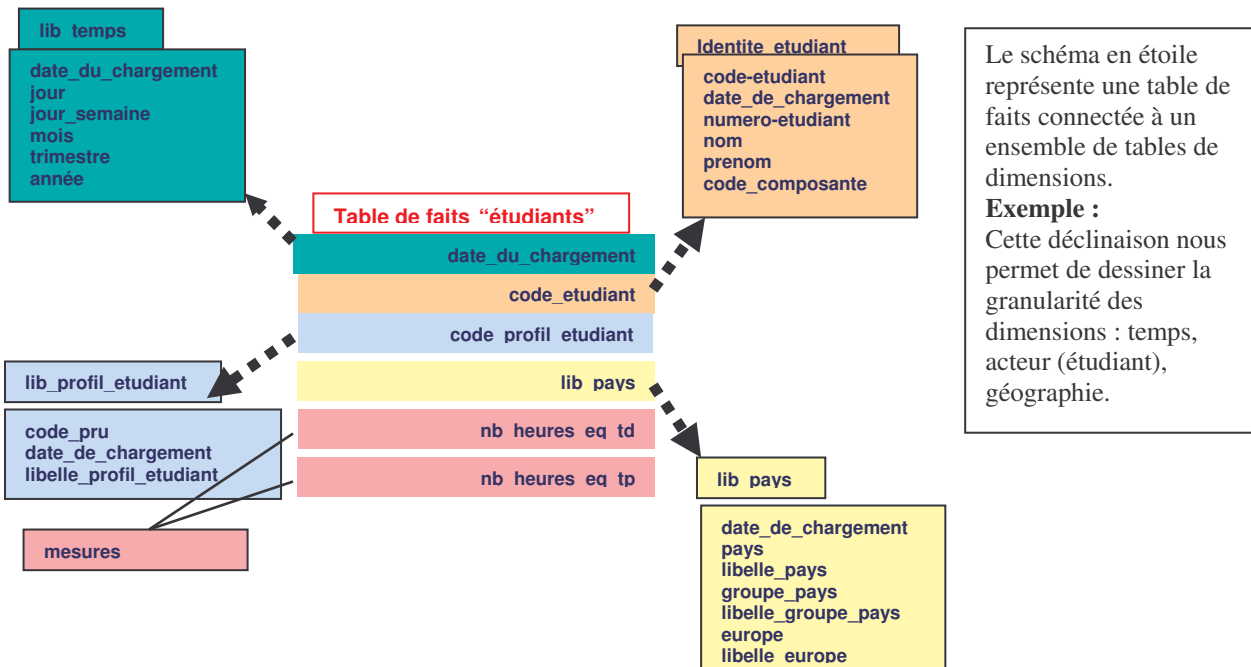 lib_temps
date_du_chargement
jour
jour_semaine
mois
trimestre
année
Identite_etudiant
code-etudiant
date_de_chargement
numero-etudiant
nom
prenom
code_composante
Le schéma en étoile
représente une table de
faits connectée à un
ensemble de tables de
dimensions.
Exemple :
Cette déclinaison nous
permet de dessiner la
granularité des
dimensions : temps,
acteur (étudiant),
géographie.
Table de faits “étudiants”
date_du_chargement
code_etudiant
code_profil_etudiant
lib_pays
nb_heures_eq_td
nb_heures_eq_tp
lib_profil_etudiant
code_pru
date_de_chargement
libelle_profil_etudiant
mesures
lib_pays
date_de_chargement
pays
libelle_pays
groupe_pays
libelle_groupe_pays
europe
libelle_europe